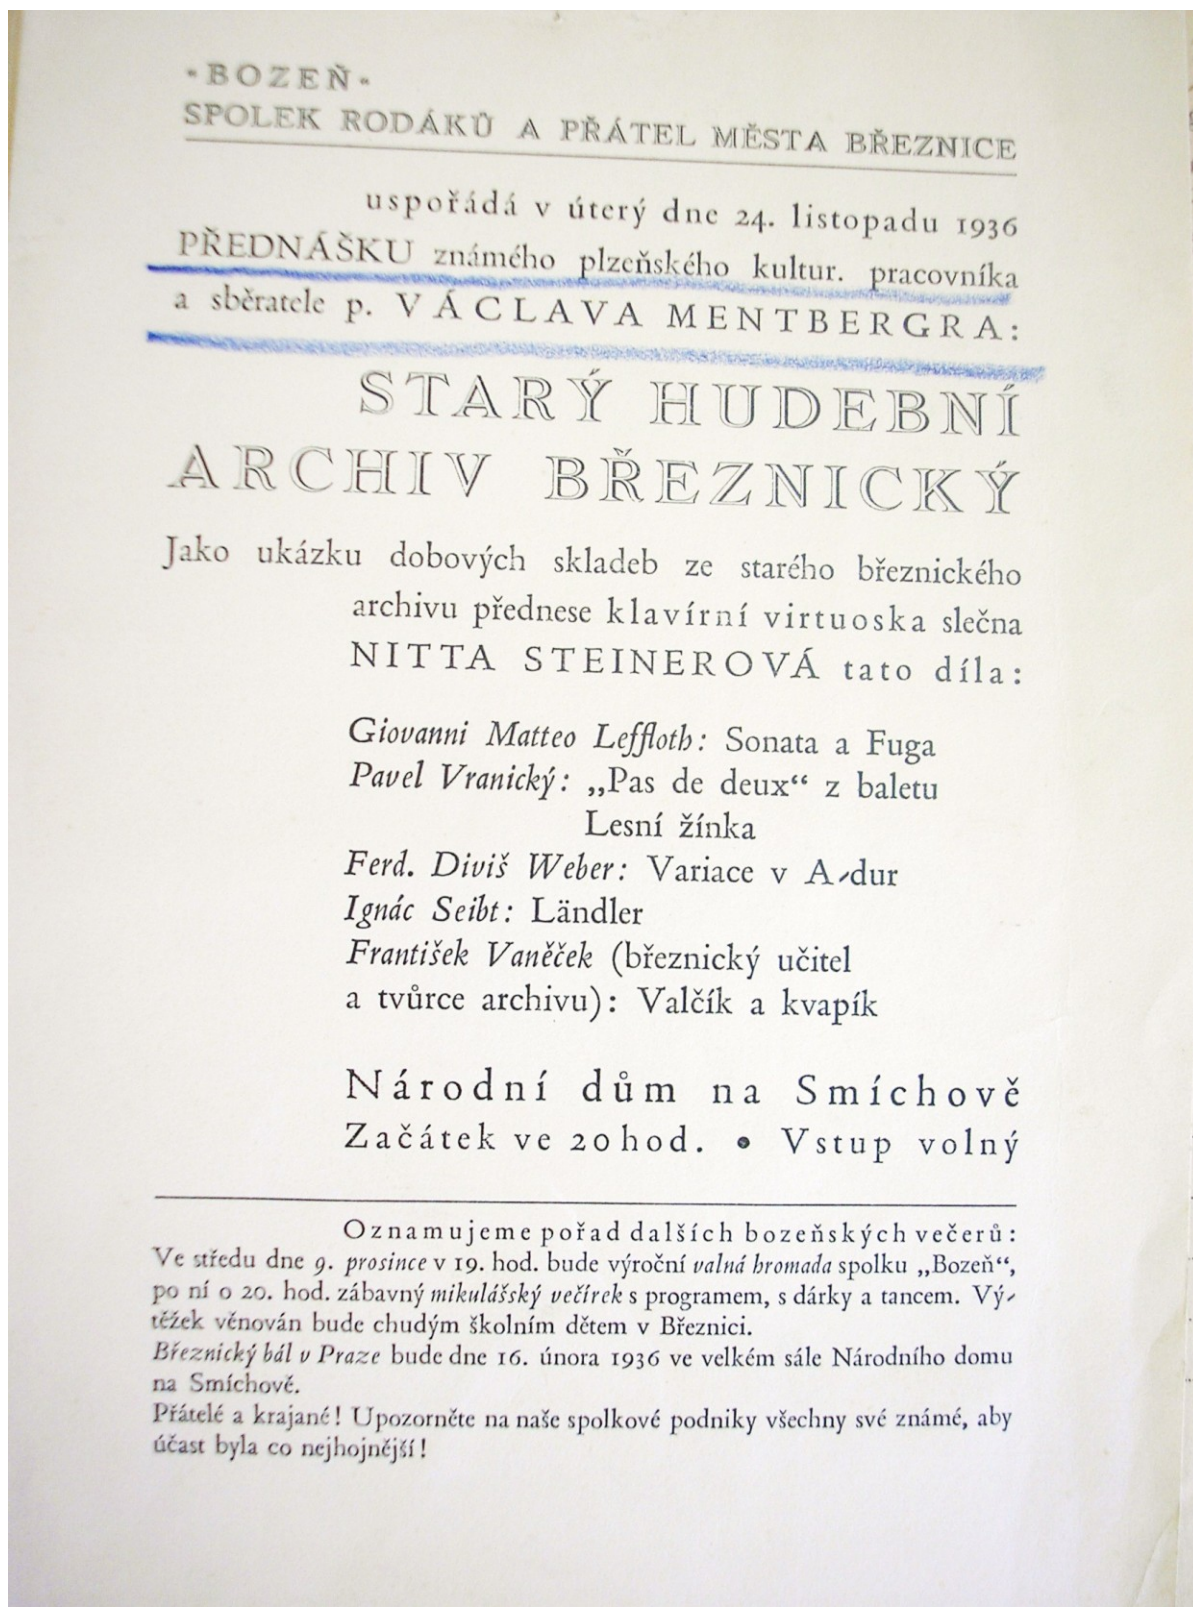 "BOZEŇ"
SPOLEK RODÁKŮ A PŘÁTEL MĚSTA BŘEZNICE
uspořádá v úterý dne 24. listopadu 1936
PŘEDNÁŠKU známého plzeňského kultur. pracovníka
a sběratele p. VÁCLAVA MENTBERGRA:
STARÝ HUDEBNÍ
ARCHIV BŘEZNICKÝ
Jako ukázku dobových skladeb ze starého březnického
archivu přednese klavírní virtuoska slečna
NITTA STEINEROVÁ tato díla:
Giovanni Matteo Leffloth: Sonata a Fuga
Pavel Vranický: „Pas de deux“ z baletu
Lesní žínka
Ferd. Diviš Weber: Variace v A-dur
Ignác Seibt: Ländler
František Vaněček (březnický učitel
a tvůrce archivu): Valčík a kvapík
Národní dům na Smíchově
Začátek ve 20 hod. • Vstup volný
Oznamujeme pořad dalších bozeňských večerů:
Ve středu dne 9. prosince v 19. hod. bude výroční valná hromada spolku „Bozeň“,
po ní o 20. hod. zábavný mikulášský večírek s programem, s dárky a tancem. Vý-
těžek věnován bude chudým školním dětem v Březnici.
Březnický bál v Praze bude dne 16. února 1936 ve velkém sále Národního domu
na Smíchově.
Přátelé a krajané! Upozorněte na naše spolkové podniky všechny své známé, aby
účast byla co nejhojnější!